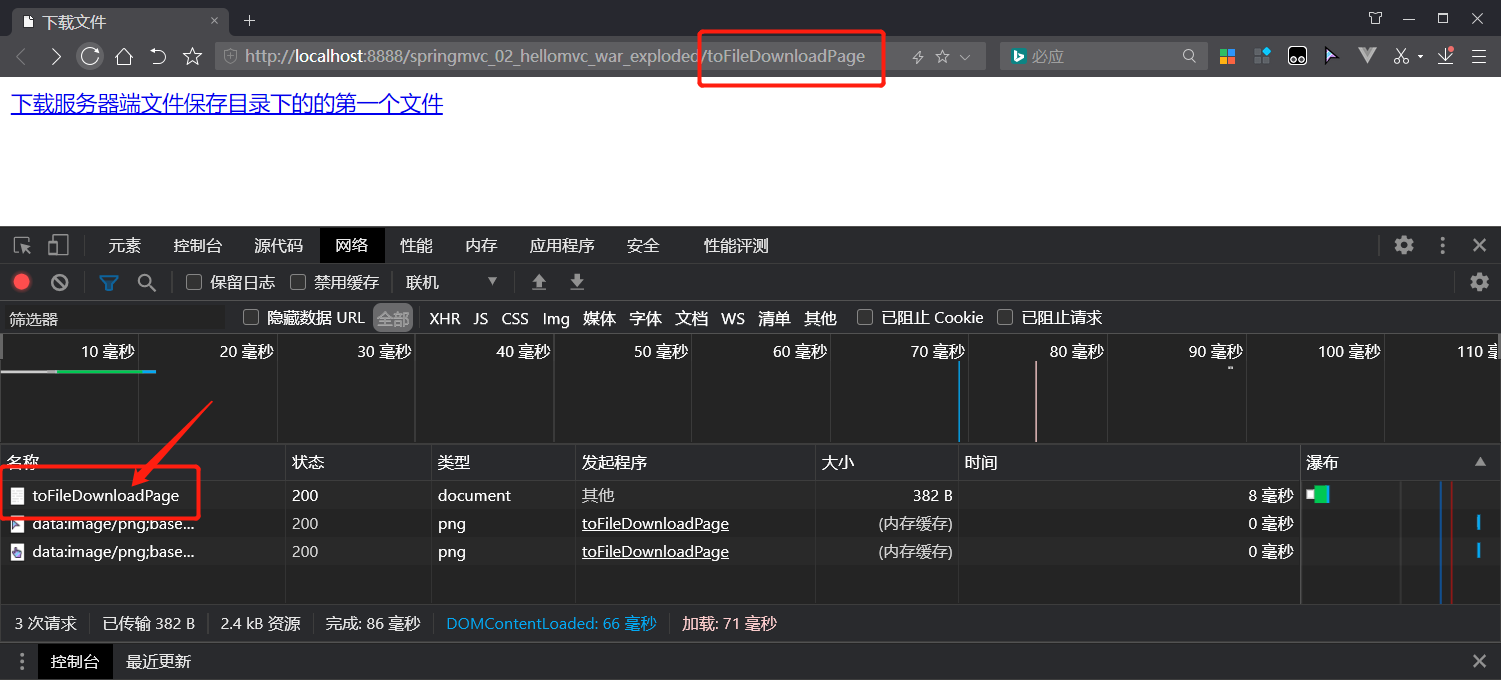 下载文件
http://localhost:8888/springmvc_02_hellomvc_war_exploded/toFileDownloadPage 必应
下载服务器端文件保存目录下的的第一个文件
元素 控制台 源代码 网络 性能 内存 应用程序 安全 性能评测
保留日志 禁用缓存 联机
筛选器 隐藏数据 URL 全部 XHR JS CSS Img 媒体 字体 文档 WS 清单 其他 已阻止 Cookie 已阻止请求
10 毫秒 20 毫秒 30 毫秒 40 毫秒 50 毫秒 60 毫秒 70 毫秒 80 毫秒 90 毫秒 100 毫秒 110
名称 状态 类型 发起程序 大小 时间 瀑布
toFileDownloadPage 200 document 其他 382 B 8 毫秒
data:image/png;base... 200 png toFileDownloadPage (内存缓存) 0 毫秒
data:image/png;base... 200 png toFileDownloadPage (内存缓存) 0 毫秒
3 次请求 已传输 382 B 2.4 kB 资源 完成: 86 毫秒 DOMContentLoaded: 66 毫秒 加载: 71 毫秒
控制台 最近更新